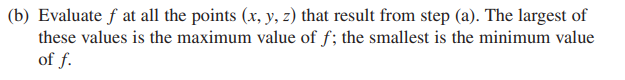 (b) Evaluate f at all the points (x, y, z) that result from step (a). The largest of
these values is the maximum value of f; the smallest is the minimum value
of f.